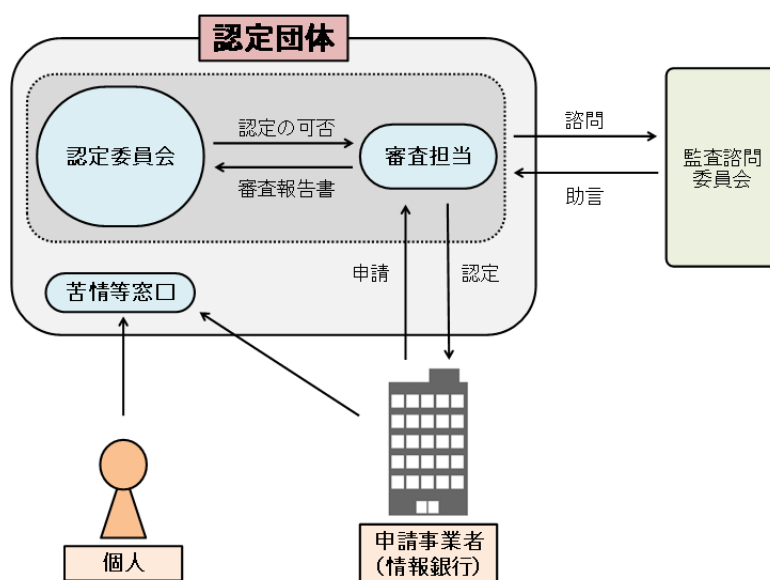 認定団体
認定委員会
認定の可否
審査報告書
審査担当
諮問
助言
監査諮問
委員会
苦情等窓口
申請
認定
個人
申請事業者
(情報銀行)